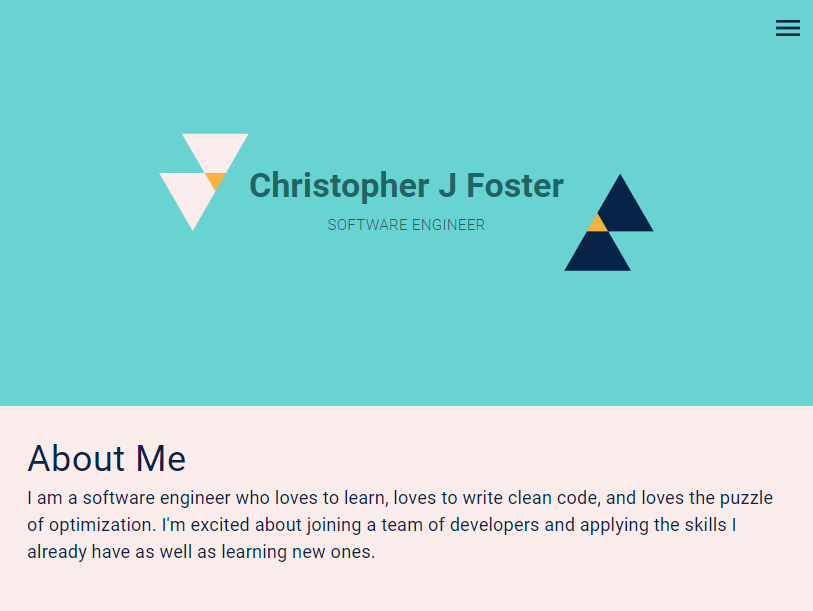 Christopher J Foster
SOFTWARE ENGINEER
About Me
I am a software engineer who loves to learn, loves to write clean code, and loves the puzzle
of optimization. I'm excited about joining a team of developers and applying the skills I
already have as well as learning new ones.